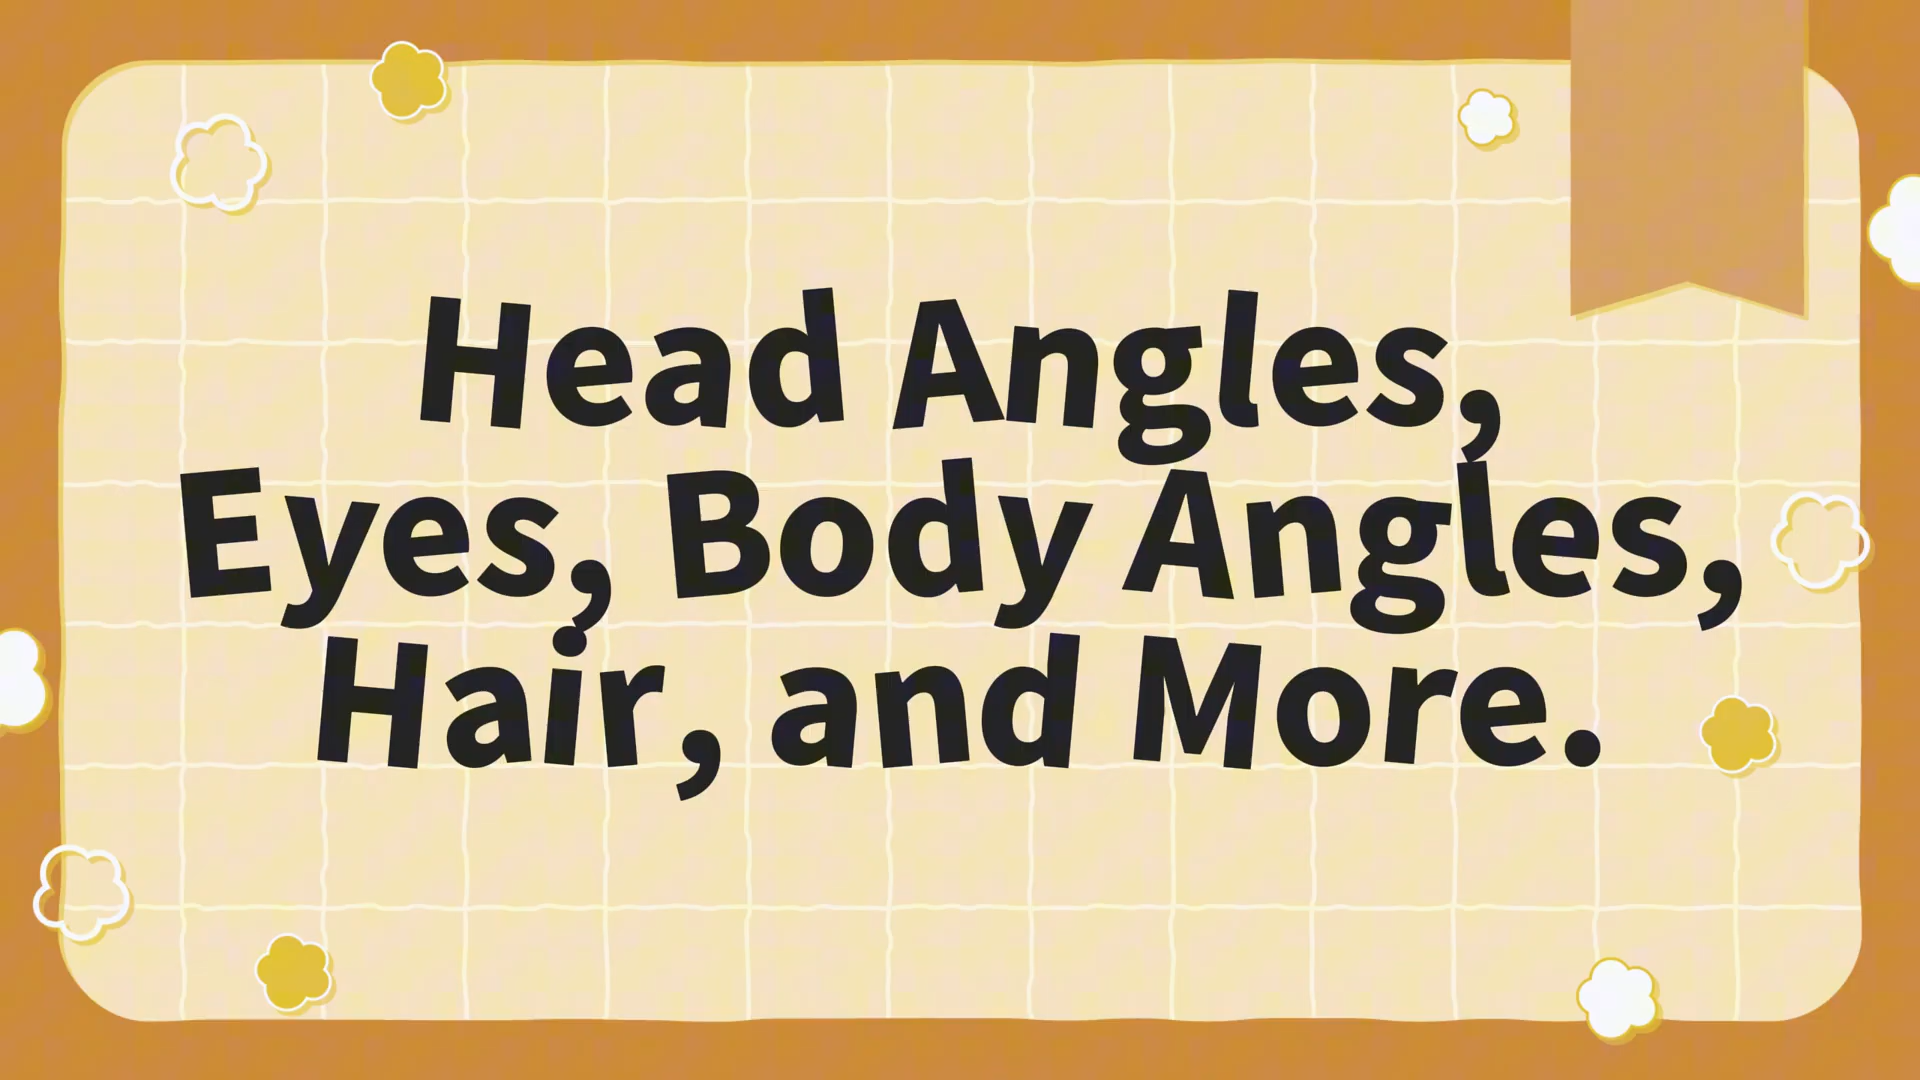 Head Angles,
Eyes, Body Angles,
Hair, and More.